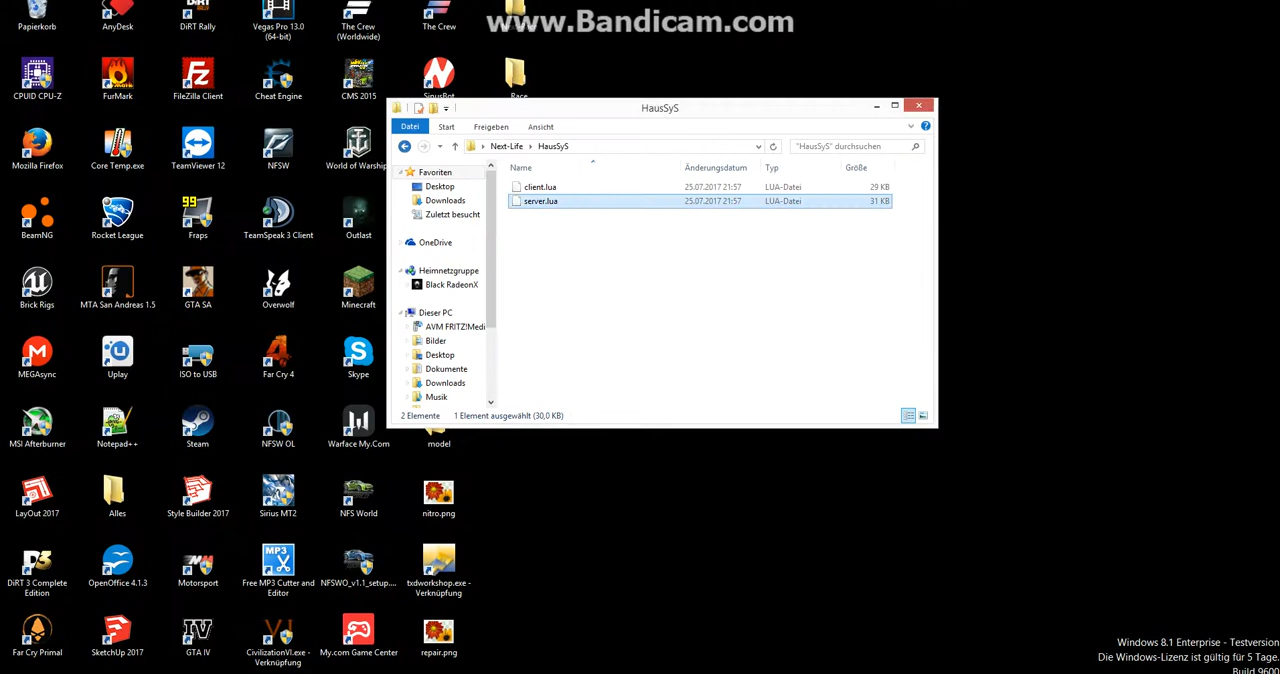 www.Bandicam.com
Papierkorb
AnyDesk
DiRT Rally
Vegas Pro 13.0
(64-bit)
The Crew
(Worldwide)
The Crew
CPUID CPU-Z
FurMark
FileZilla Client
Cheat Engine
CMS 2015
SinusBot
Race
Mozilla Firefox
Core Temp.exe
TeamViewer 12
NFSW
World of Warship
BeamNG
Rocket League
99
Fraps
TeamSpeak 3 Client
Outlast
Brick Rigs
MTA San Andreas 1.5
GTA SA
Overwolf
Minecraft
MEGAsync
Uplay
ISO to USB
Far Cry 4
Skype
MSI Afterburner
Notepad++
Steam
NFSW OL
Warface My.Com
model
LayOut 2017
Alles
Style Builder 2017
Sirius MT2
NFS World
nitro.png
DiRT 3 Complete
Edition
OpenOffice 4.1.3
Motorsport
MP3
Free MP3 Cutter and
Editor
NFSWO_v1.1_setup....
txdworkshop.exe -
Verknüpfung
Far Cry Primal
SketchUp 2017
GTA IV
CivilizationVI.exe -
Verknüpfung
My.com Game Center
repair.png
HausSyS
Datei
Start
Freigeben
Ansicht
Next-Life
HausSyS
"HausSyS" durchsuchen
Favoriten
Desktop
Downloads
Zuletzt besucht
OneDrive
Heimnetzgruppe
Black RadeonX
Dieser PC
AVM FRITZ!Medi
Bilder
Desktop
Dokumente
Downloads
Musik
Name
Änderungsdatum
Typ
Größe
client.lua
25.07.2017 21:57
LUA-Datei
29 KB
server.lua
25.07.2017 21:57
LUA-Datei
31 KB
2 Elemente
1 Element ausgewählt (30,0 KB)
Windows 8.1 Enterprise - Testversion
Die Windows-Lizenz ist gültig für 5 Tage.
Build 9600